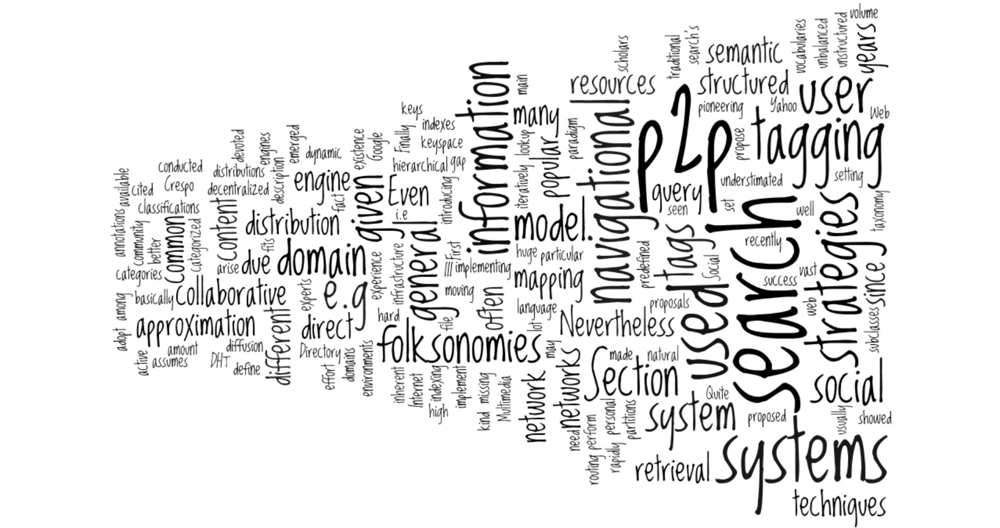 volume
vocabularies
unbalanced
unstructured
years
scholars
traditional
search's
semantic
structured
resources
user
pioneering
Yahoo
Web
p2p
propose
tagging
understimated
setting
information
main
many
paradigm
lookup
popular_
iteratively
navigational
keys
indexes
Finally
keyspace
hierarchical
gap
introducing
existence
Google
dynamic
emerged
engines
devoted
description
distributions
decentralized
engine
fact
given
Even
i.e
conducted
Crespo
cited
available
classifications
annotations
community
better
Common
categorized
Content
distribution
fits
arise
due
domain
experience
infrastructure
general
First
///
implementing
model.
huge
particular
mapping
predefined
query
seen
set
search
well
recently
tags
Social
strategies
taxonomy
success
vast
web
since
subclasses
used
proposals
categories
basically
Collaborative
experts
e.g
hard
moving
often
language
file
lot
Nevertheless
among
adopt
approximation
different
direct
folksonomies
may
active
amount
assumes
DHT
diffusion
define
Directory
effort
domains
environments
inherent
Internet
indexing
high
implement
missing
kind
Multimedia
network
networks
need
made
natural
Section
Quite
system
proposed
social
usually
showed
personal
perform
partitions
rapidly
routing
retrieval
systems
techniques